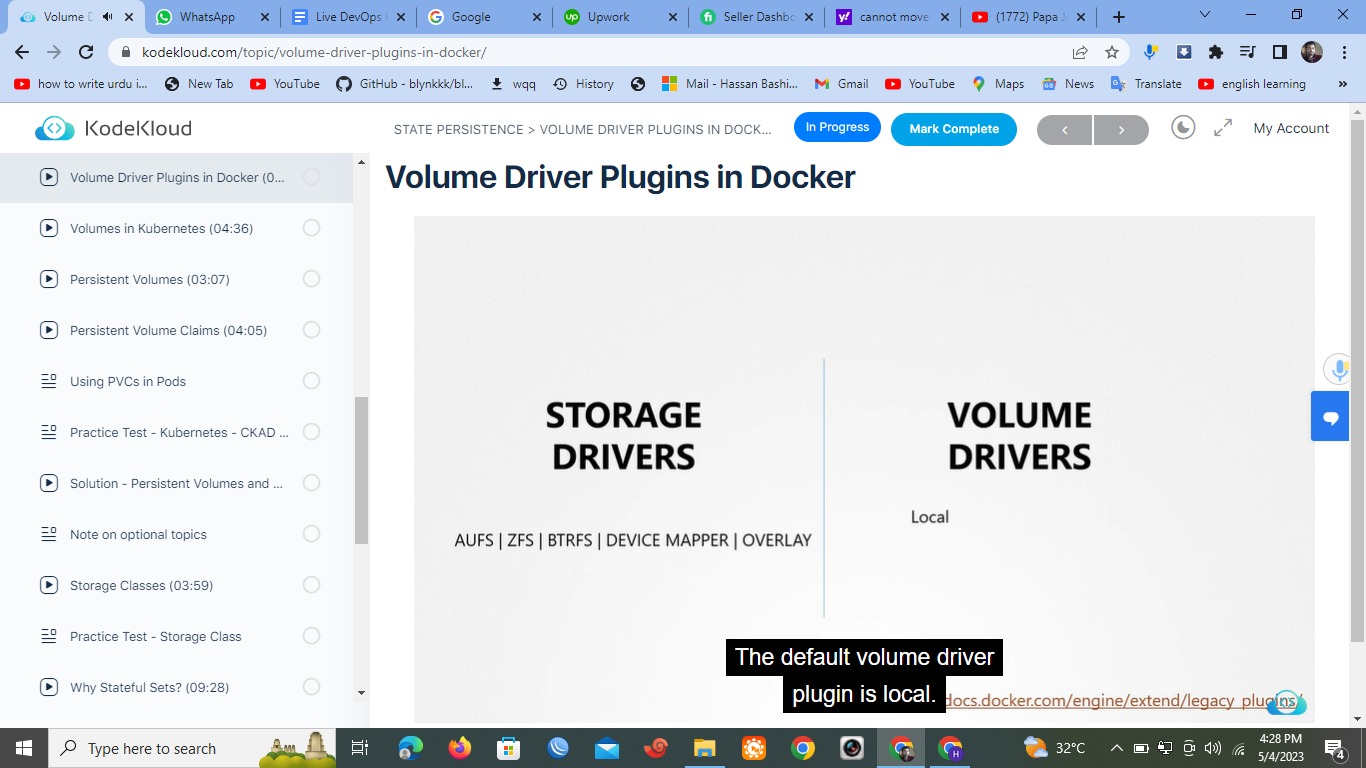 Volume D
WhatsApp
Live DevOps
Google
Upwork
Seller Dashbo
cannot move
(1772) Papa J
kodekloud.com/topic/volume-driver-plugins-in-docker/
how to write urdu i...
New Tab
YouTube
GitHub - blynkkk/bl...
wqq
History
Mail - Hassan Bashi...
Gmail
YouTube
Maps
News
Translate
english learning
»
KodeKloud
STATE PERSISTENCE > VOLUME DRIVER PLUGINS IN DOCK...
In Progress
Mark Complete
<
>
My Account
Volume Driver Plugins in Docker (0...
Volumes in Kubernetes (04:36)
Persistent Volumes (03:07)
Persistent Volume Claims (04:05)
Using PVCs in Pods
Practice Test - Kubernetes - CKAD ...
Solution - Persistent Volumes and ...
Note on optional topics
Storage Classes (03:59)
Practice Test - Storage Class
Why Stateful Sets? (09:28)
Volume Driver Plugins in Docker
STORAGE
DRIVERS
AUFS | ZFS | BTRFS | DEVICE MAPPER | OVERLAY
VOLUME
DRIVERS
Local
The default volume driver
plugin is local.
docs.docker.com/engine/extend/legacy_plugins/
Type here to search
H
32°C
4:28 PM
5/4/2023
4